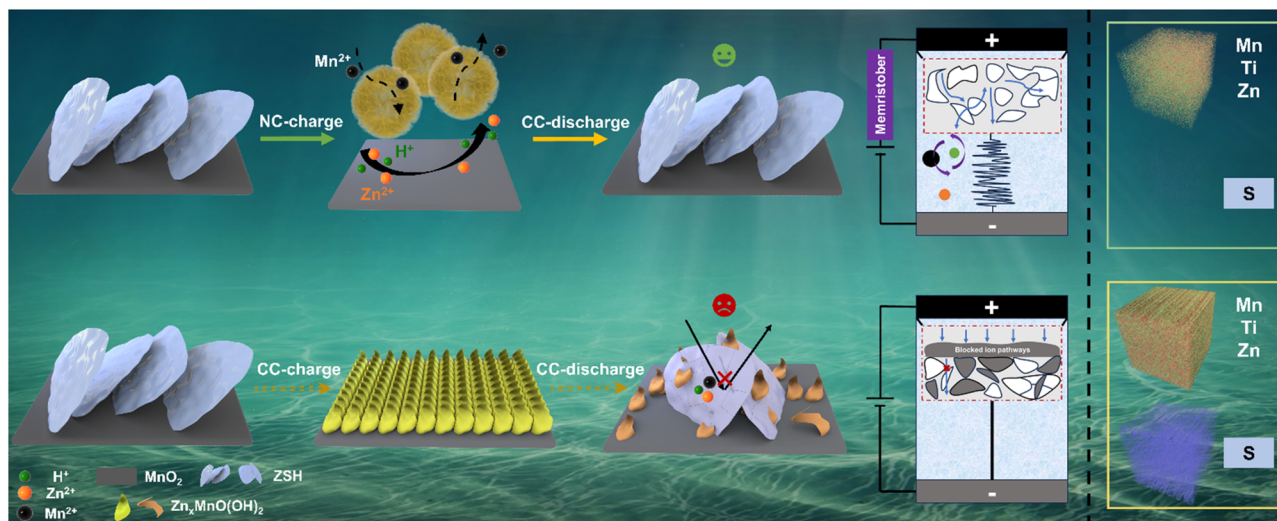 Mn²⁺
NC-charge
H⁺
Zn²⁺
CC-discharge
Memristober
+
-
Mn
Ti
Zn
S
CC-charge
CC-discharge
+
Blocked ion pathways
-
Mn
Ti
Zn
S
H⁺
MnO₂
ZSH
Zn²⁺
ZnₓMnO(OH)₂
Mn²⁺